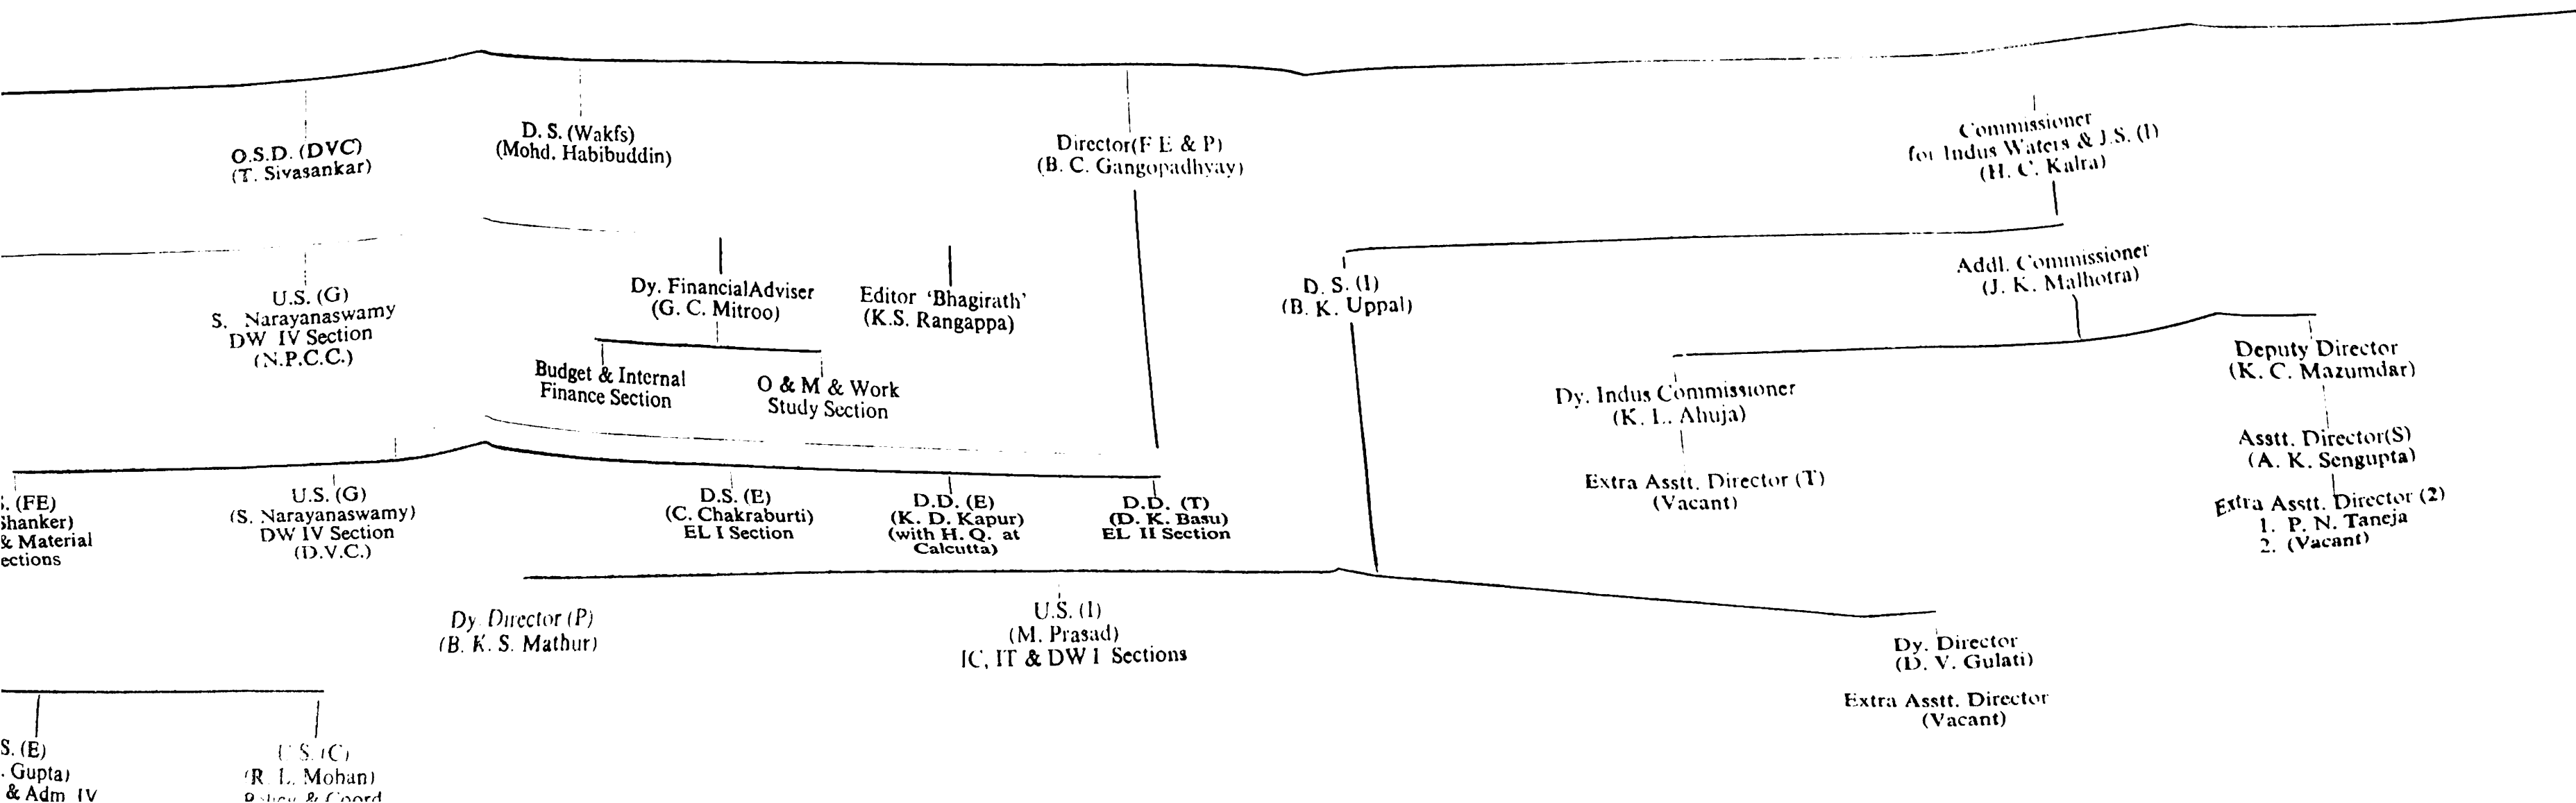 O.S.D. (DVC)
(T. Sivasankar)
D. S. (Wakfs)
(Mohd. Habibuddin)
Director(F E & P)
(B. C. Gangopadhyay)
Commissioner
for Indus Waters & J.S. (I)
(H. C. Kalra)
U.S. (G)
S. Narayanaswamy
DW IV Section
(N.P.C.C.)
Dy. FinancialAdviser
(G. C. Mitroo)
Editor ‘Bhagirath’
(K.S. Rangappa)
D. S. (I)
(B. K. Uppal)
Addl. Commissioner
(J. K. Malhotra)
Budget & Internal
Finance Section
O & M & Work
Study Section
Dy. Indus Commissioner
(K. L. Ahuja)
Deputy Director
(K. C. Mazumdar)
Extra Asstt. Director (T)
(Vacant)
Asstt. Director(S)
(A. K. Sengupta)
Extra Asstt. Director (2)
1. P. N. Taneja
2. (Vacant)
. (FE)
Shanker)
& Material
ections
U.S. (G)
(S. Narayanaswamy)
DW IV Section
(D.V.C.)
D.S. (E)
(C. Chakraburti)
EL I Section
D.D. (E)
(K. D. Kapur)
(with H. Q. at
Calcutta)
D.D. (T)
(D. K. Basu)
EL II Section
Dy. Director (P)
(B. K. S. Mathur)
U.S. (I)
(M. Prasad)
IC, IT & DW I Sections
Dy. Director
(D. V. Gulati)
Extra Asstt. Director
(Vacant)
S. (E)
. Gupta)
& Adm IV
U.S. (C)
(R. L. Mohan)
Policy & Coord